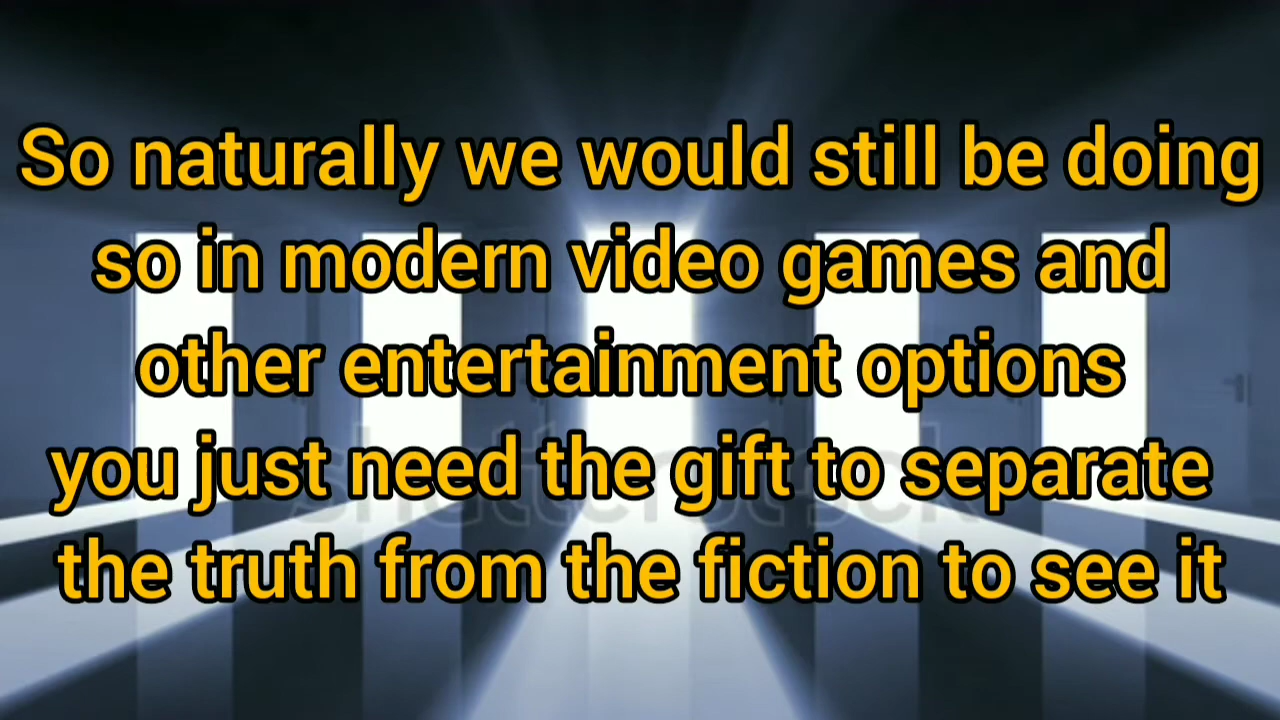 So naturally we would still be doing
so in modern video games and
other entertainment options
you just need the gift to separate
the truth from the fiction to see it
shutterstock